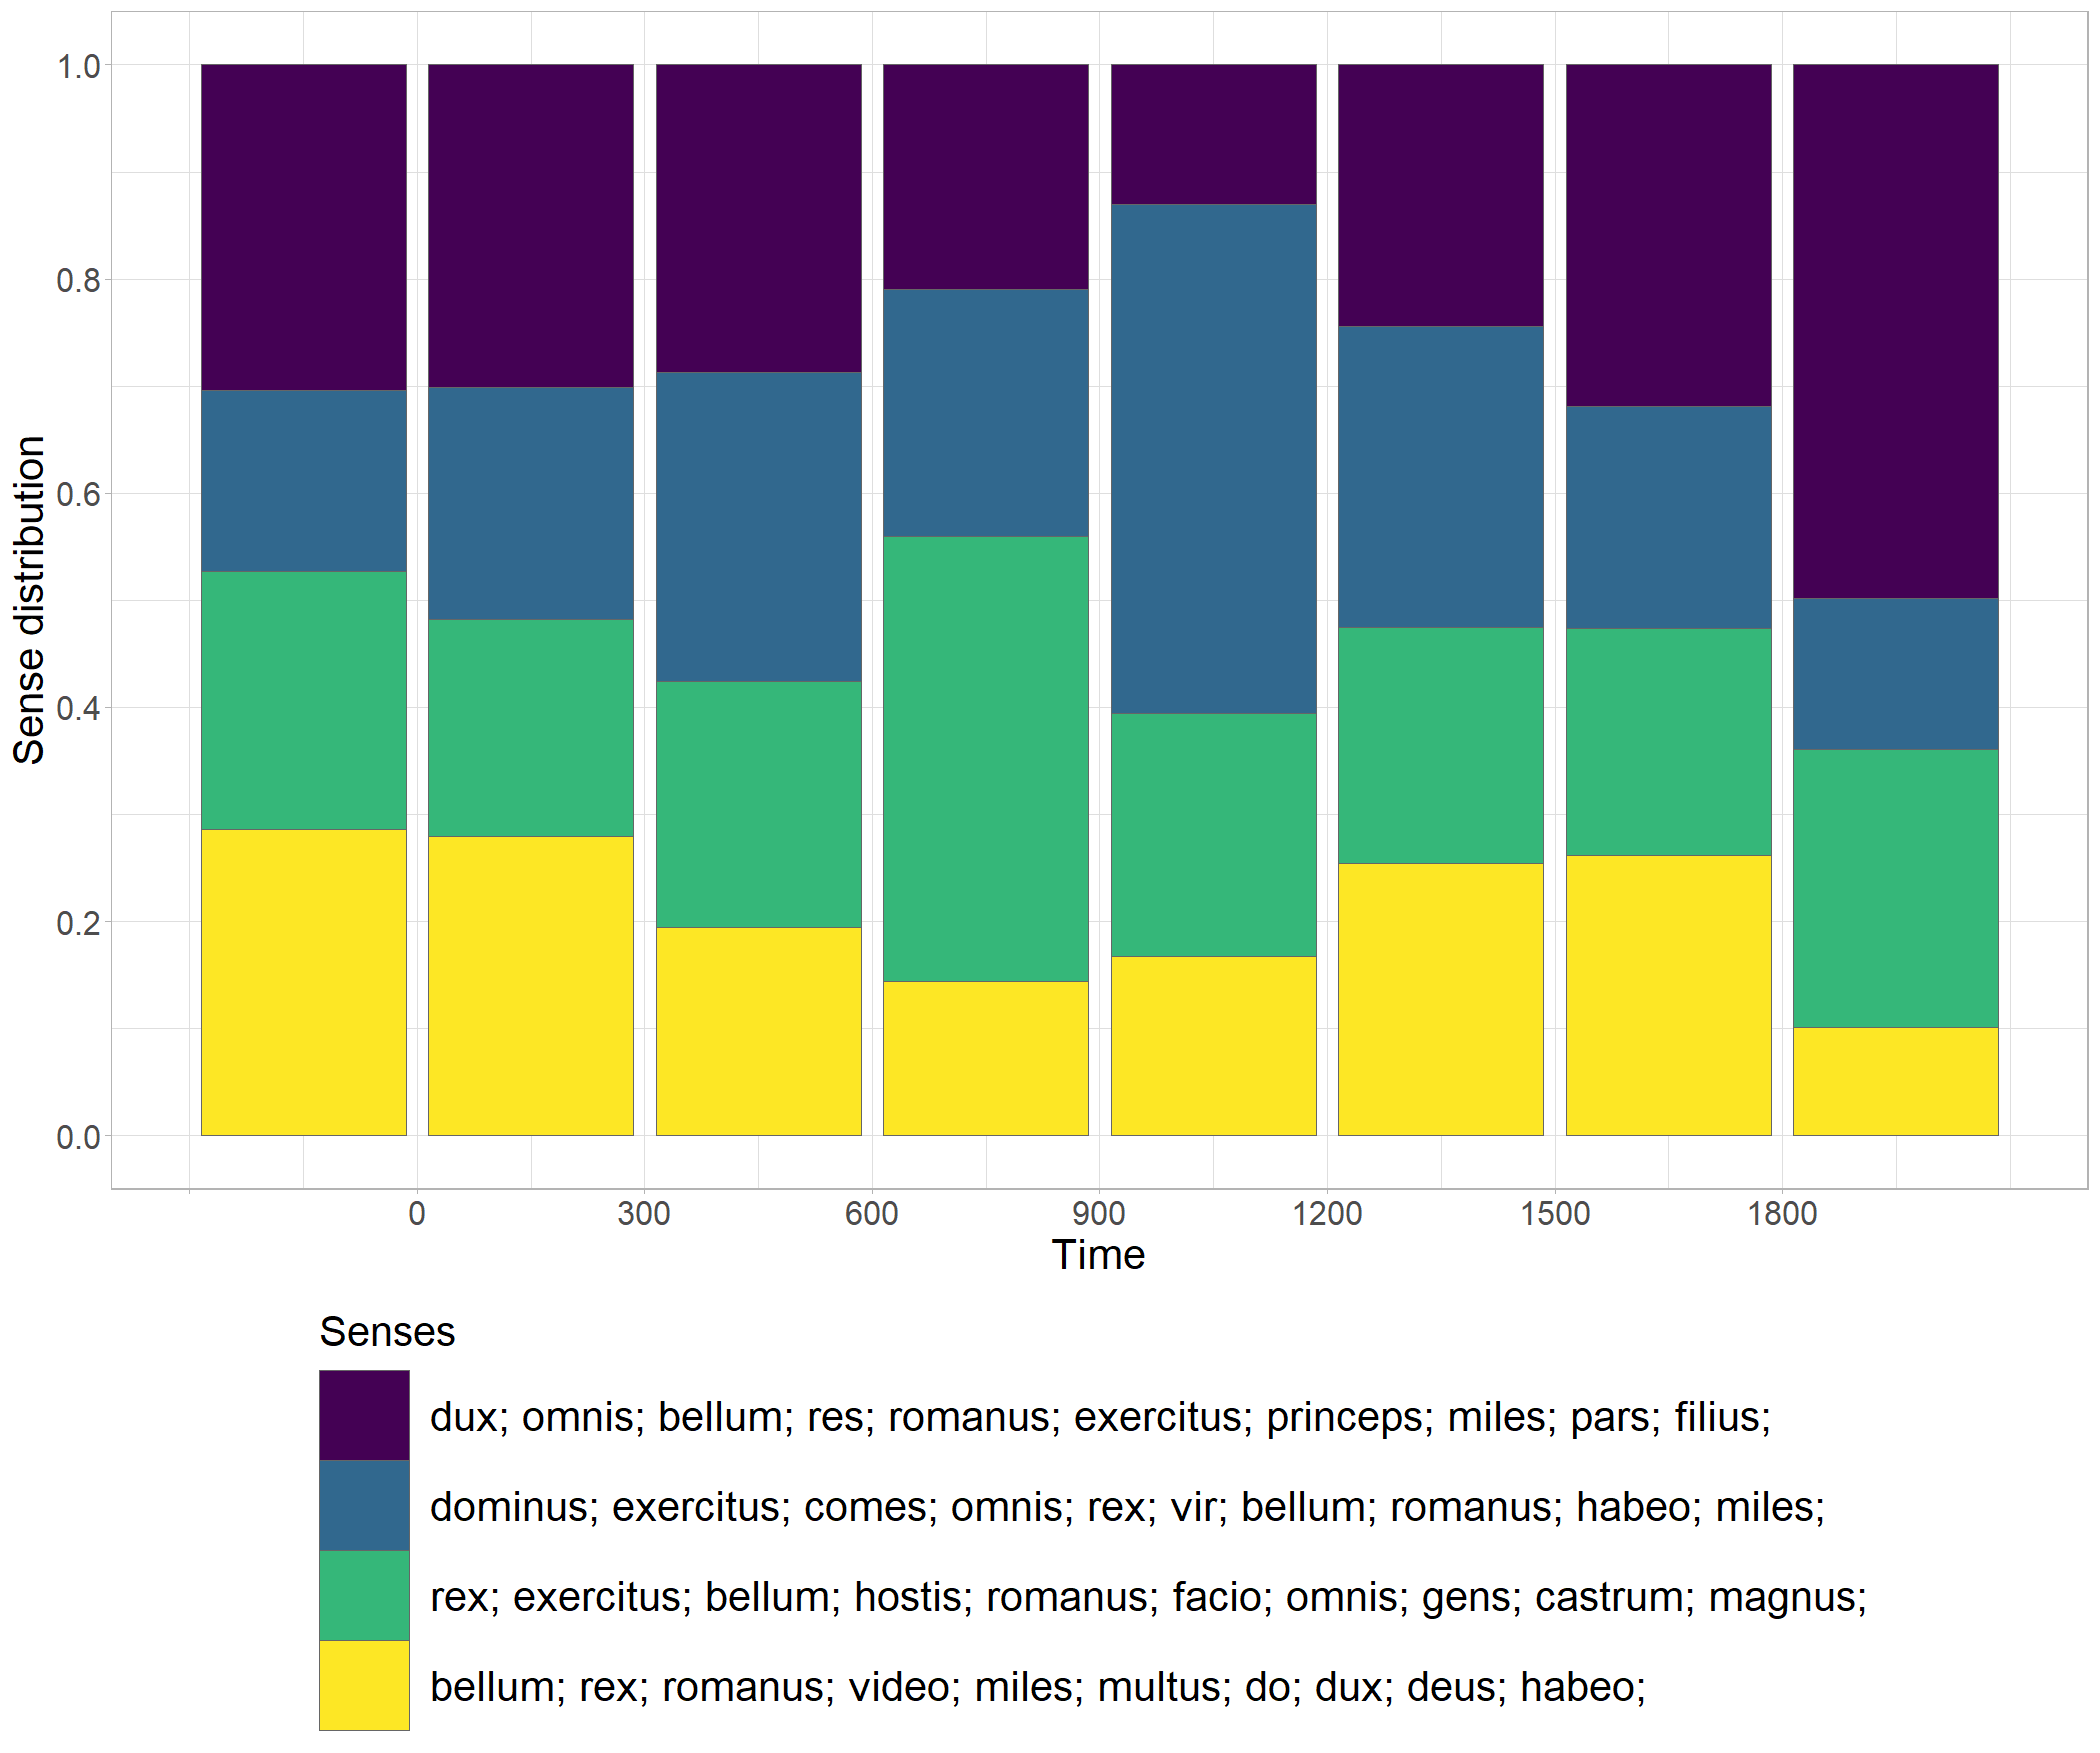 1.0
0.8
0.6
0.4
0.2
0.0
Sense distribution
0 300 600 900 1200 1500 1800
Time
Senses
dux; omnis; bellum; res; romanus; exercitus; princeps; miles; pars; filius;
dominus; exercitus; comes; omnis; rex; vir; bellum; romanus; habeo; miles;
rex; exercitus; bellum; hostis; romanus; facio; omnis; gens; castrum; magnus;
bellum; rex; romanus; video; miles; multus; do; dux; deus; habeo;